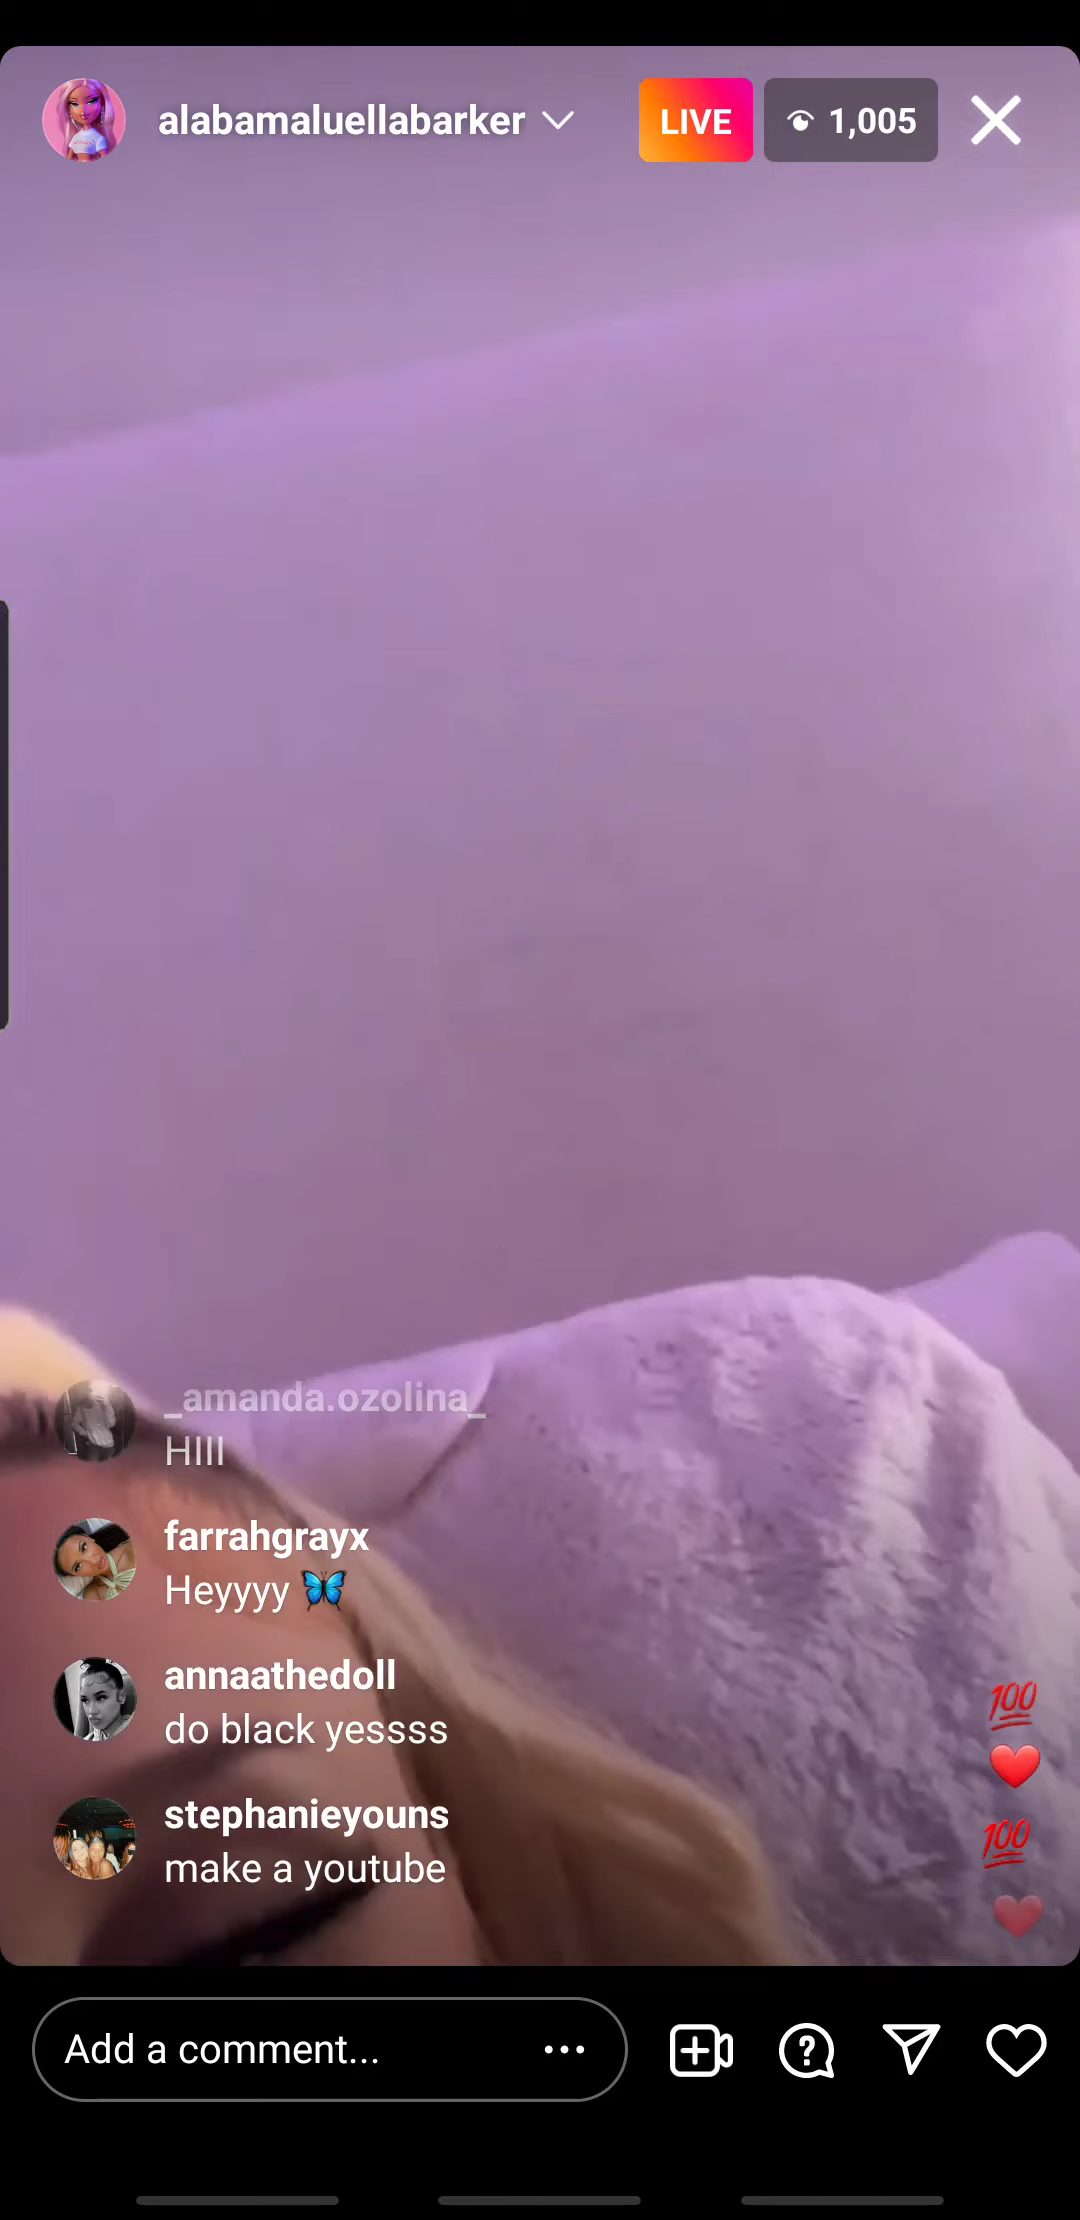 alabamaluellabarker
LIVE
1,005
_amanda.ozolina_
HIII
farrahgrayx
Heyyyy 🦋
annaathedoll
do black yessss
stephanieyouns
make a youtube
💯
💯
Add a comment...